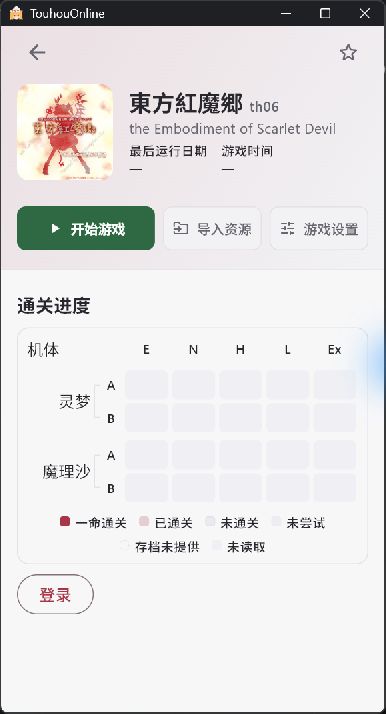 TouhouOnline
東方紅魔郷 th06
the Embodiment of Scarlet Devil
最后运行日期 游戏时间
— —
开始游戏 导入资源 游戏设置
通关进度
机体 E N H L Ex
灵梦 A
B
魔理沙 A
B
一命通关 已通关 未通关 未尝试
存档未提供 未读取
登录